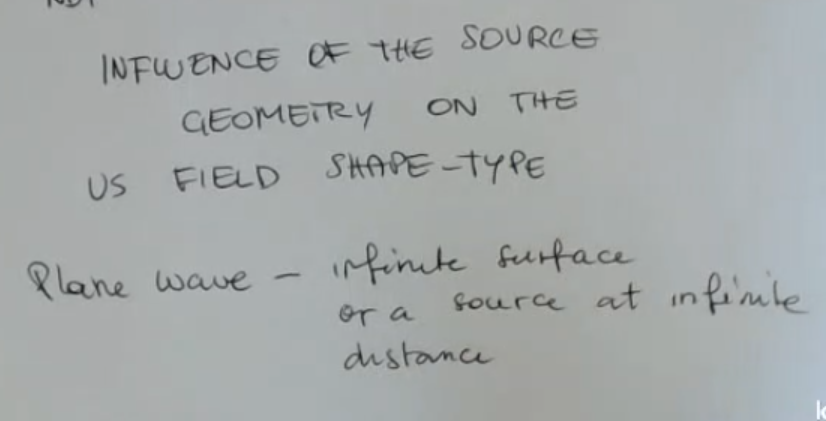 NDT
INFLUENCE OF THE SOURCE
GEOMETRY ON THE
US FIELD SHAPE-TYPE
Plane wave - infinite surface
or a source at infinite
distance